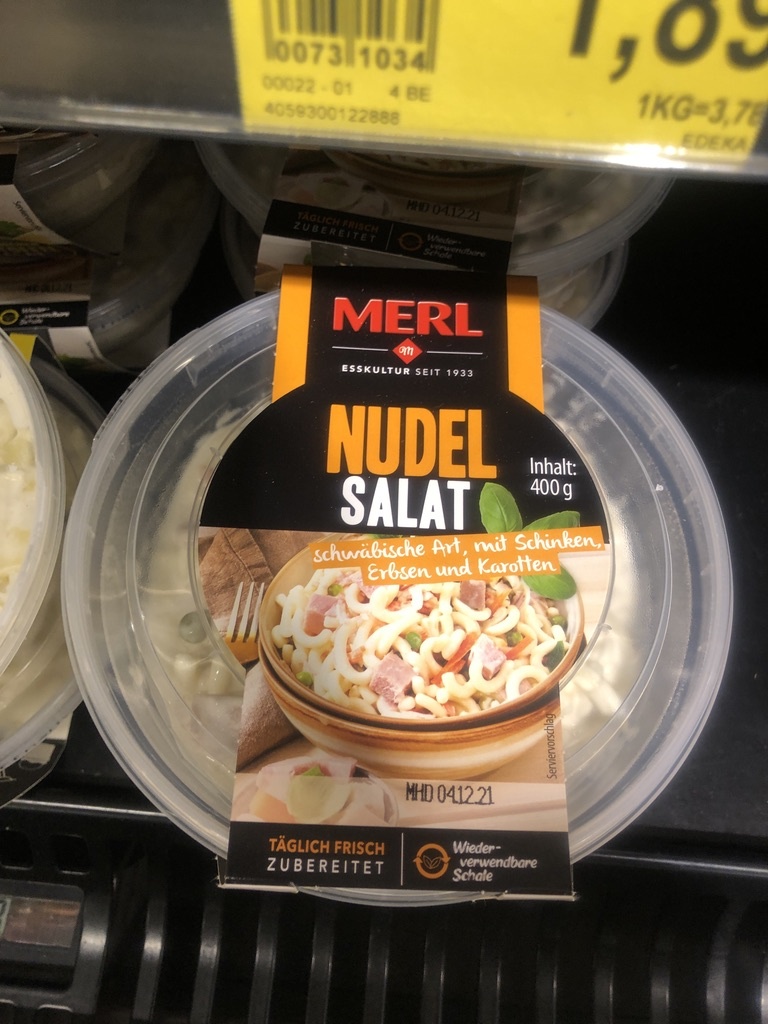 0073 1034
00022 - 01 4 BE
4059300122888
1,89
1KG=3,78
EDEKA
MHD 04.12.21
TÄGLICH FRISCH
ZUBEREITET
Wieder-
verwendbare
Schale
MERL
ESSKULTUR SEIT 1933
NUDEL
SALAT
Inhalt:
400 g
schwäbische Art, mit Schinken,
Erbsen und Karotten
Serviervorschlag
MHD 04.12.21
TÄGLICH FRISCH
ZUBEREITET
Wieder-
verwendbare
Schale